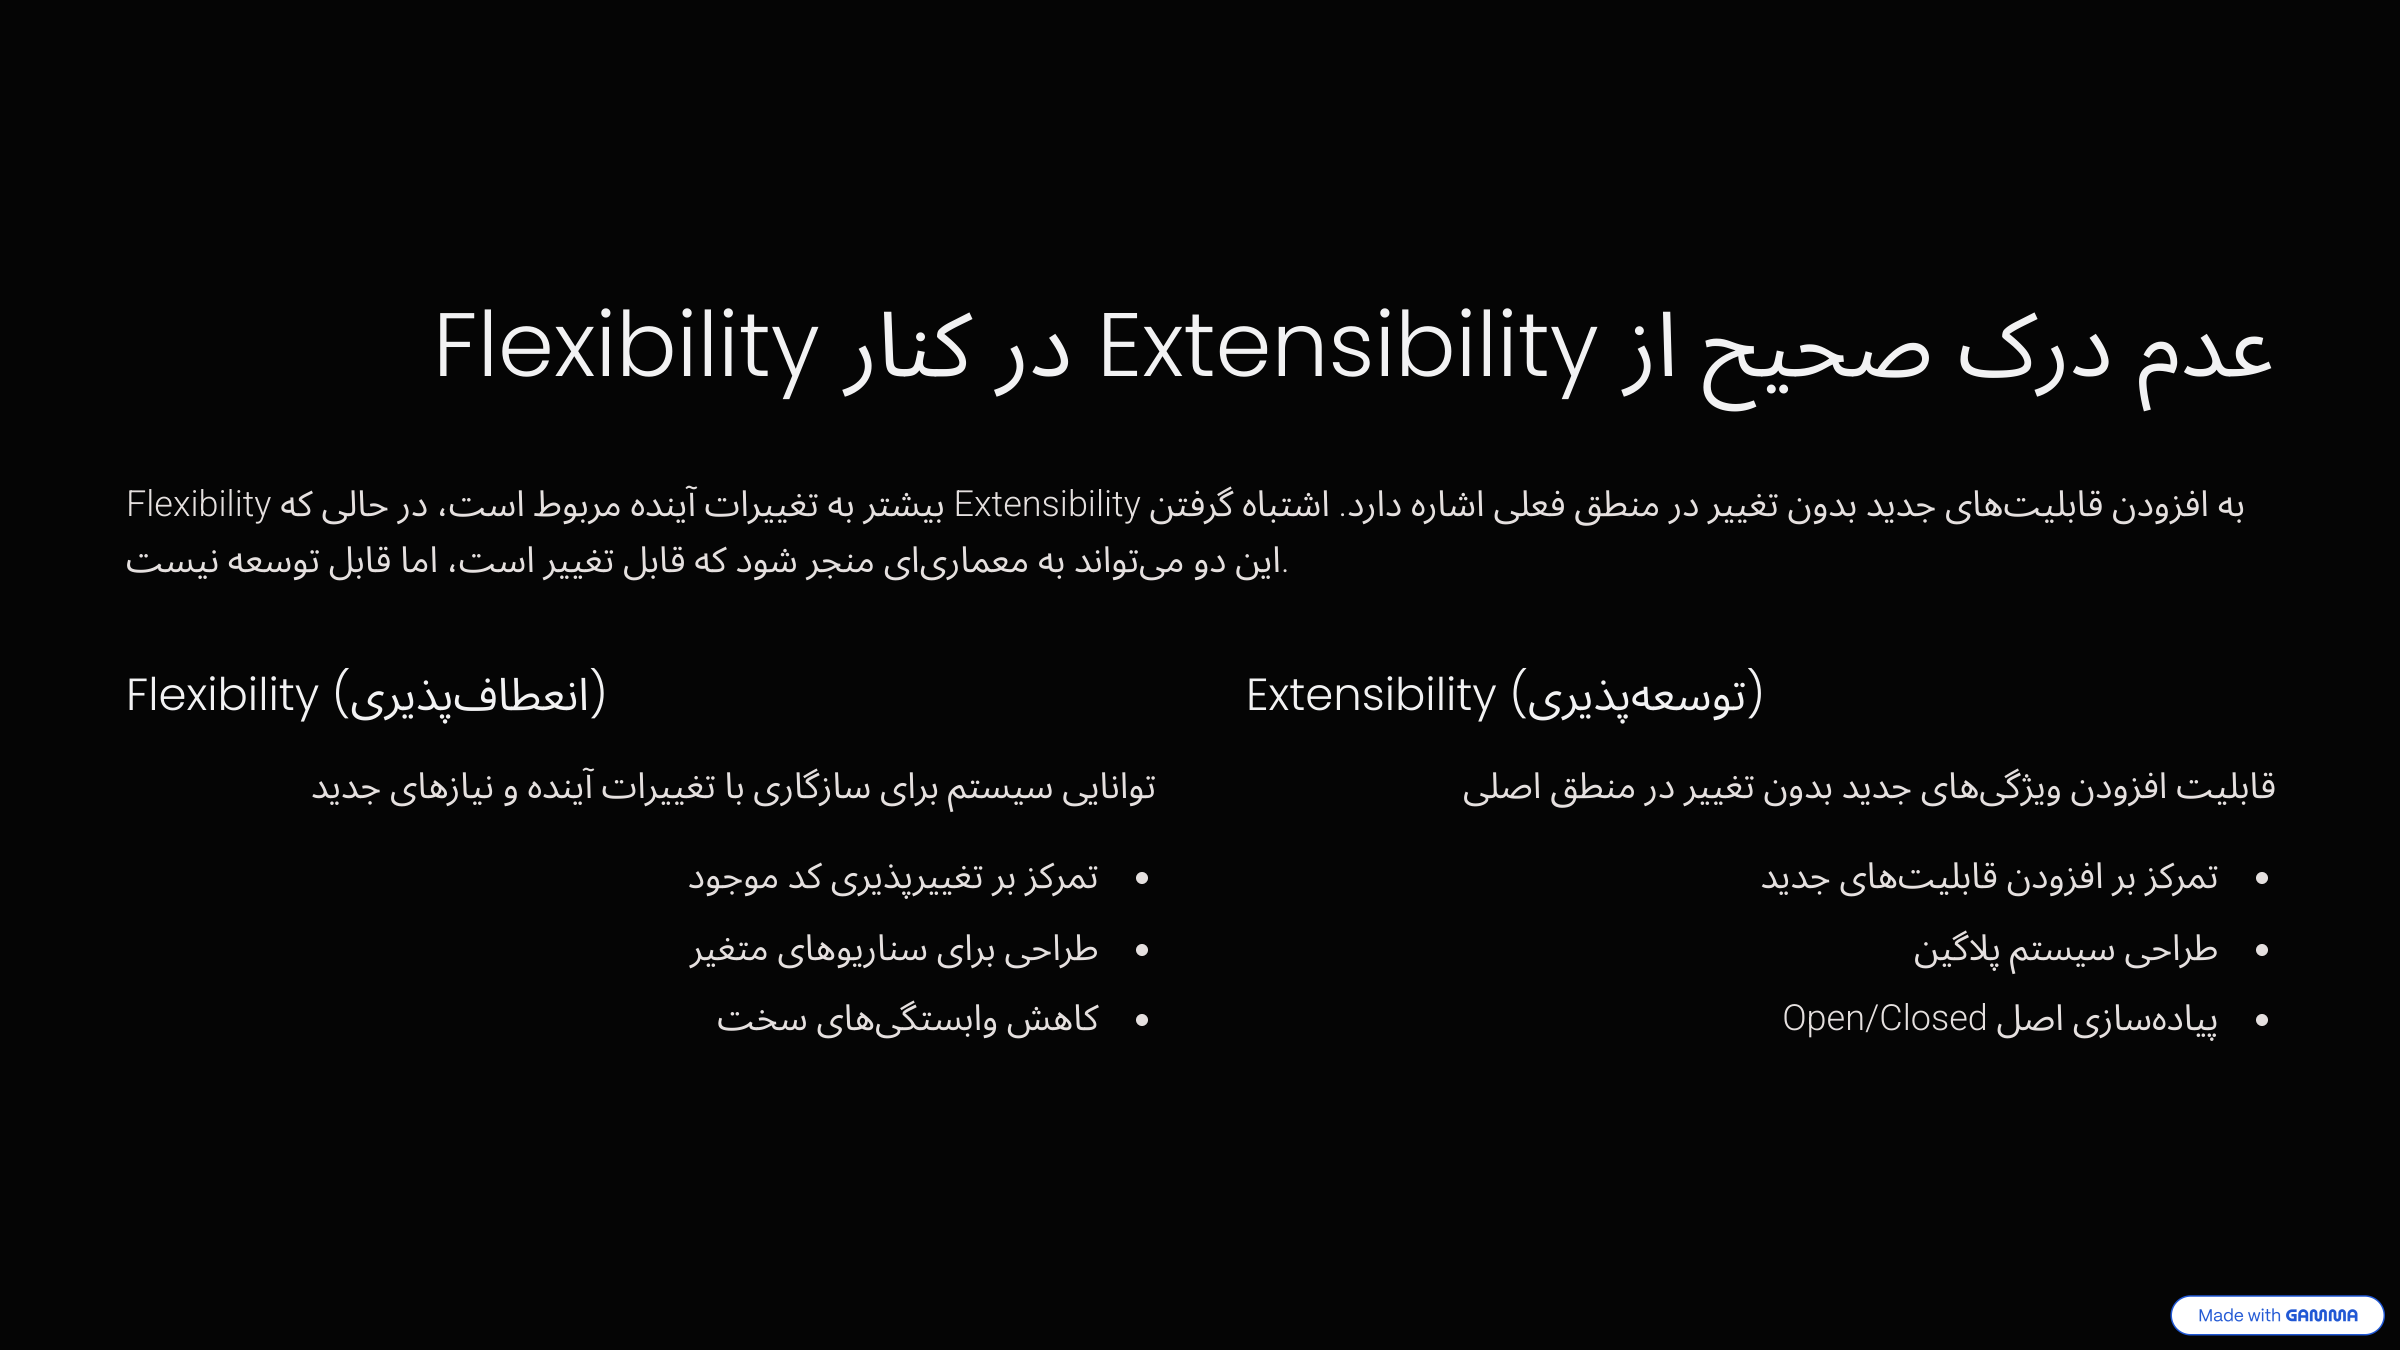 عدم درک صحیح از Extensibility در کنار Flexibility
Flexibility بیشتر به تغییرات آینده مربوط است، در حالی که Extensibility به افزودن قابلیت‌های جدید بدون تغییر در منطق فعلی اشاره دارد. اشتباه گرفتن
این دو می‌تواند به معماری‌ای منجر شود که قابل تغییر است، اما قابل توسعه نیست.
Flexibility (انعطاف‌پذیری)
توانایی سیستم برای سازگاری با تغییرات آینده و نیازهای جدید
• تمرکز بر تغییرپذیری کد موجود
• طراحی برای سناریوهای متغیر
• کاهش وابستگی‌های سخت
Extensibility (توسعه‌پذیری)
قابلیت افزودن ویژگی‌های جدید بدون تغییر در منطق اصلی
• تمرکز بر افزودن قابلیت‌های جدید
• طراحی سیستم پلاگین
• پیاده‌سازی اصل Open/Closed
Made with GAMMA